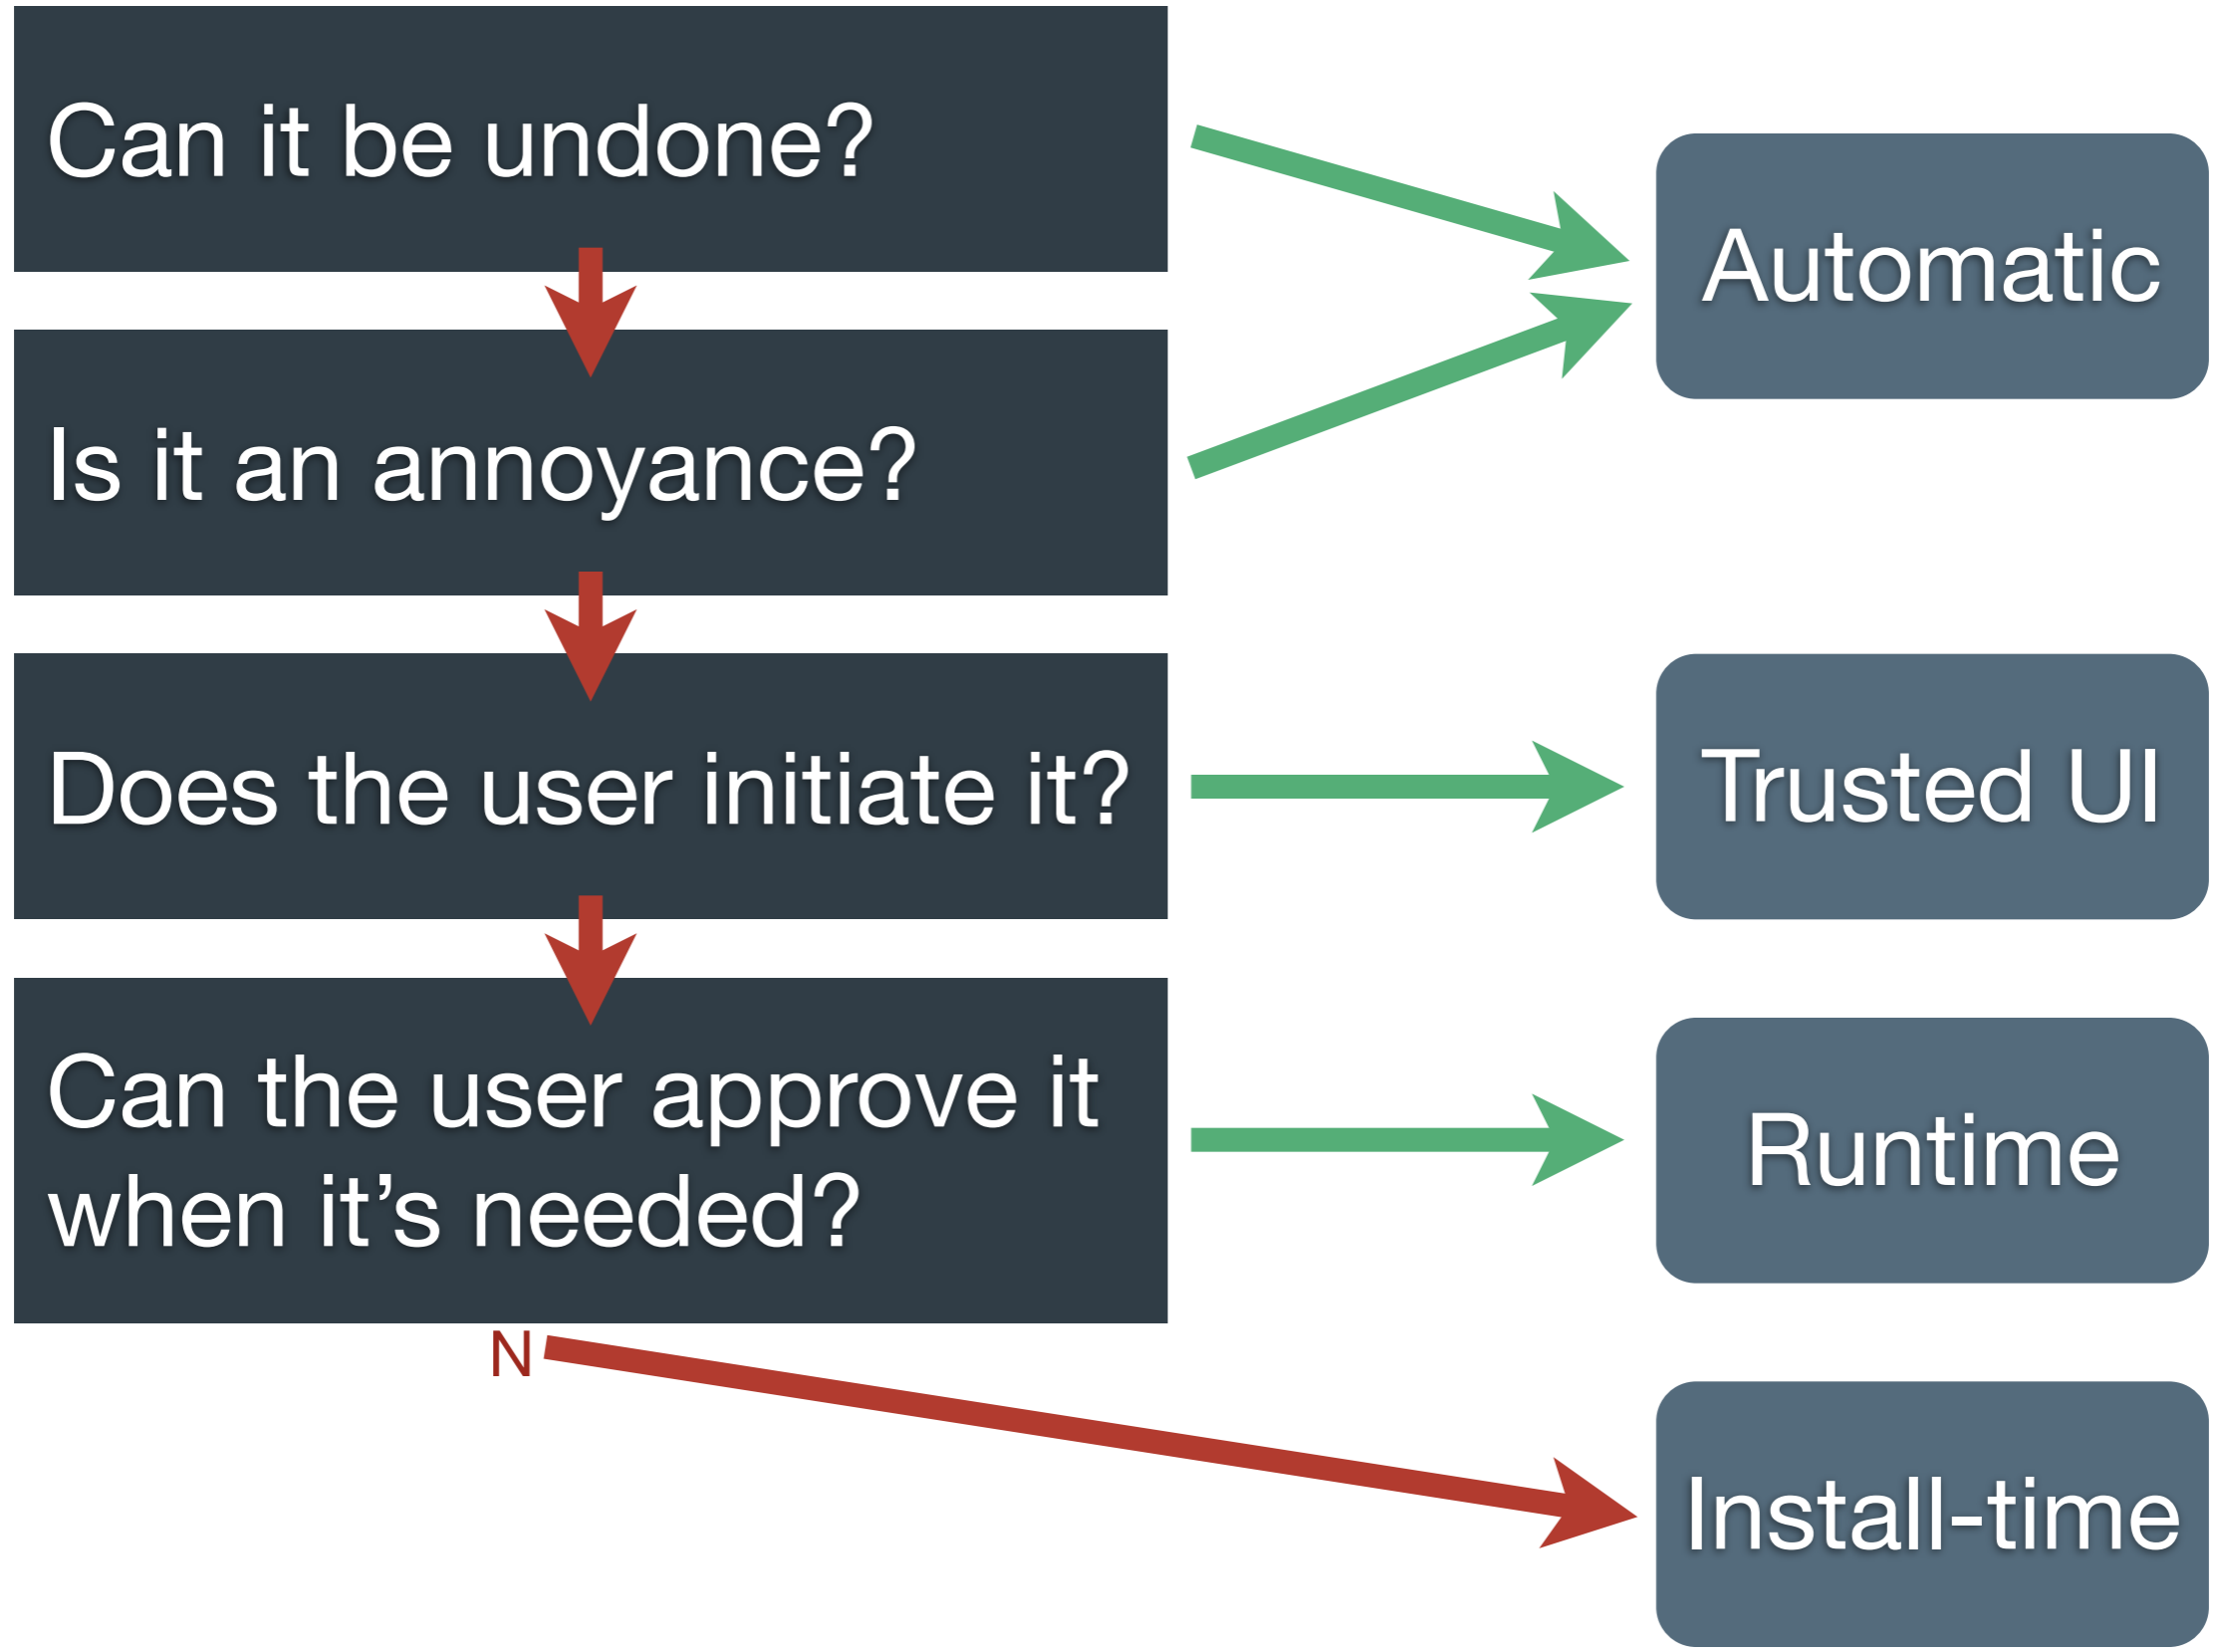 Can it be undone?
Automatic
Is it an annoyance?
Does the user initiate it?
Trusted UI
Can the user approve it
when it’s needed?
Runtime
N
Install-time